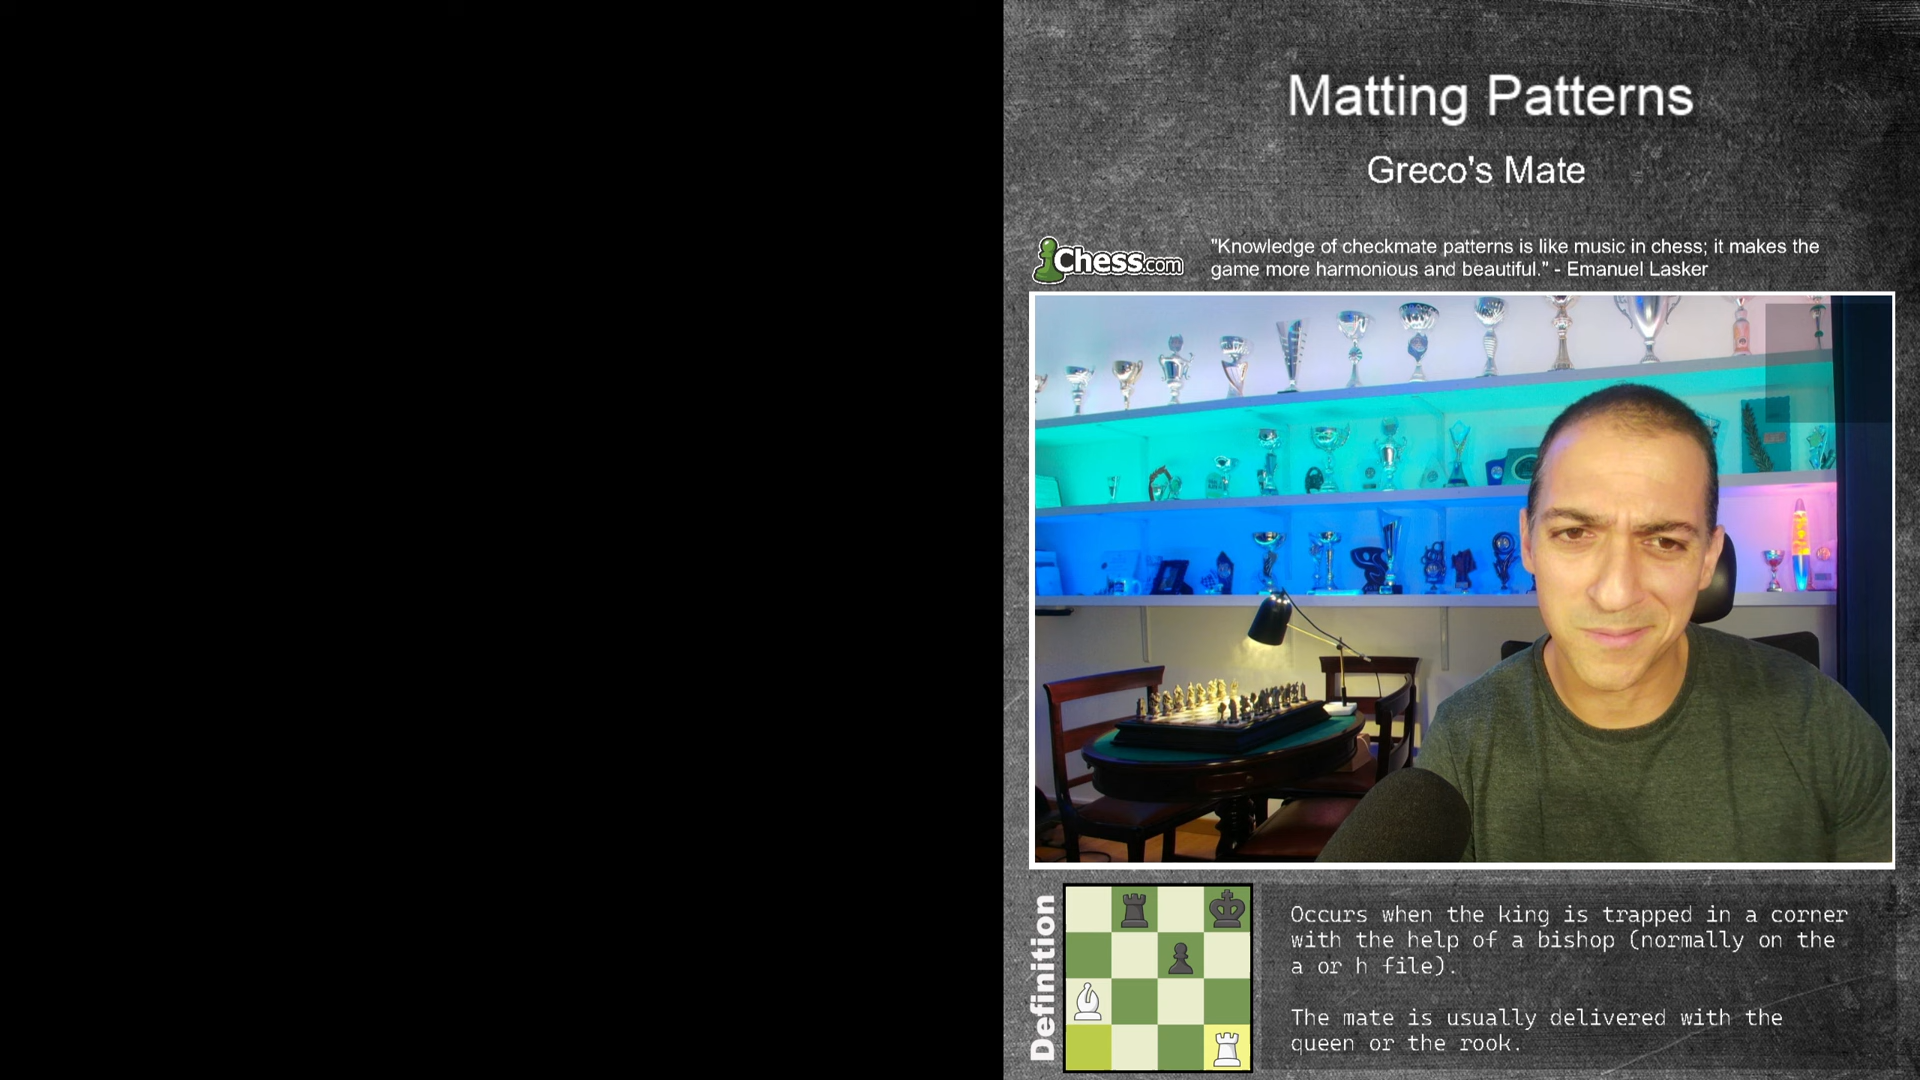 Matting Patterns
Greco's Mate
Chess.com
"Knowledge of checkmate patterns is like music in chess; it makes the
game more harmonious and beautiful." - Emanuel Lasker
Definition
Occurs when the king is trapped in a corner
with the help of a bishop (normally on the
a or h file).
The mate is usually delivered with the
queen or the rook.